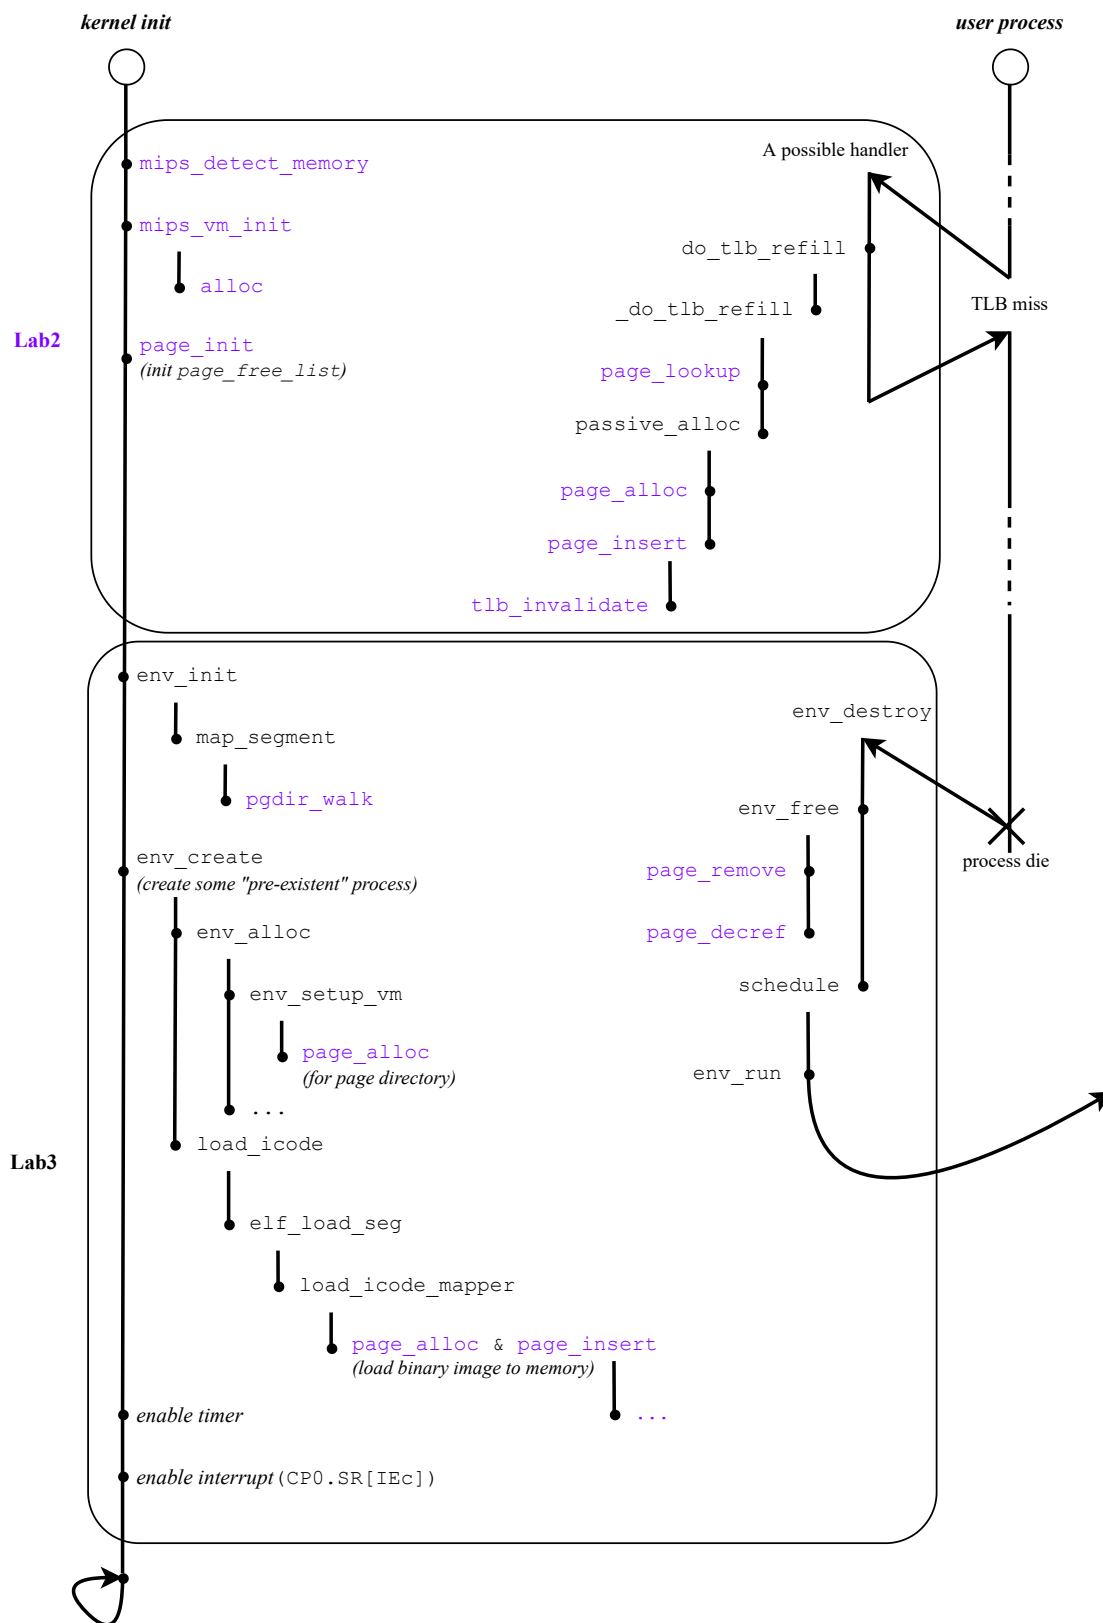 kernel init
user process
mips_detect_memory
A possible handler
mips_vm_init
do_tlb_refill
alloc
_do_tlb_refill
TLB miss
Lab2
page_init
(init page_free_list)
page_lookup
passive_alloc
page_alloc
page_insert
tlb_invalidate
env_init
env_destroy
map_segment
pgdir_walk
env_free
env_create
(create some "pre-existent" process)
process die
page_remove
env_alloc
page_decref
env_setup_vm
schedule
page_alloc
(for page directory)
env_run
...
load_icode
Lab3
elf_load_seg
load_icode_mapper
page_alloc & page_insert
(load binary image to memory)
enable timer
...
enable interrupt(CP0.SR[IEc])